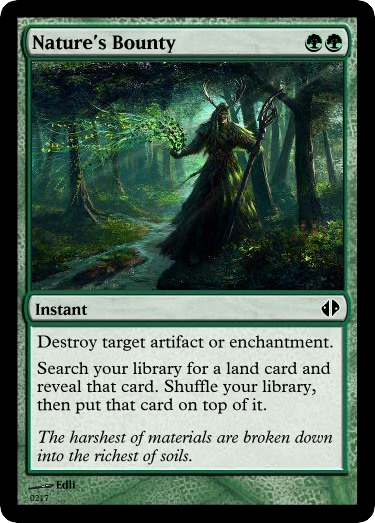 Nature's Bounty
Instant
Destroy target artifact or enchantment.
Search your library for a land card and
reveal that card. Shuffle your library,
then put that card on top of it.
The harshest of materials are broken down
into the richest of soils.
Edli
0217